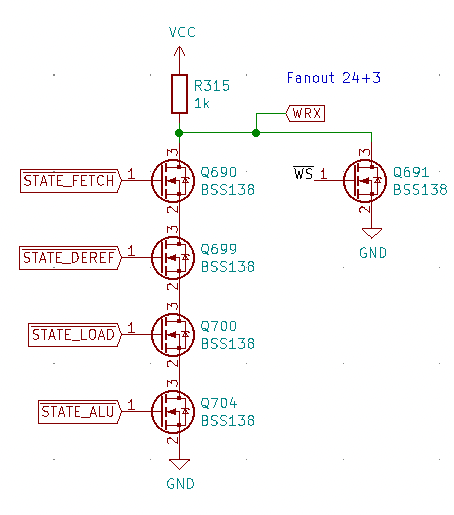 VCC
R315
1k
Fanout 24+3
WRX
3
Q690
BSS138
STATE_FETCH
1
2
3
Q691
BSS138
WS
1
2
GND
3
Q699
BSS138
STATE_DEREF
1
2
3
Q700
BSS138
STATE_LOAD
1
2
3
Q704
BSS138
STATE_ALU
1
2
GND